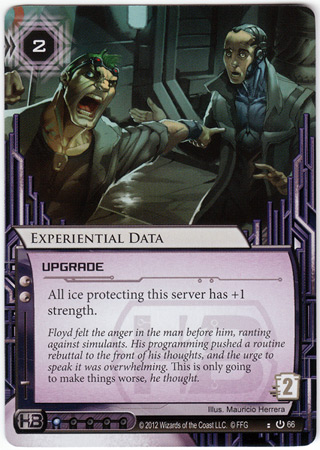 2
EXPERIENTIAL DATA
UPGRADE
All ice protecting this server has +1
strength.
Floyd felt the anger in the man before him, ranting
against simulants. His programming pushed a routine
rebuttal to the front of his thoughts, and the urge to
speak it was overwhelming. This is only going
to make things worse, he thought.
2
Illus. Mauricio Herrera
HB
© 2012 Wizards of the Coast LLC. © FFG
66